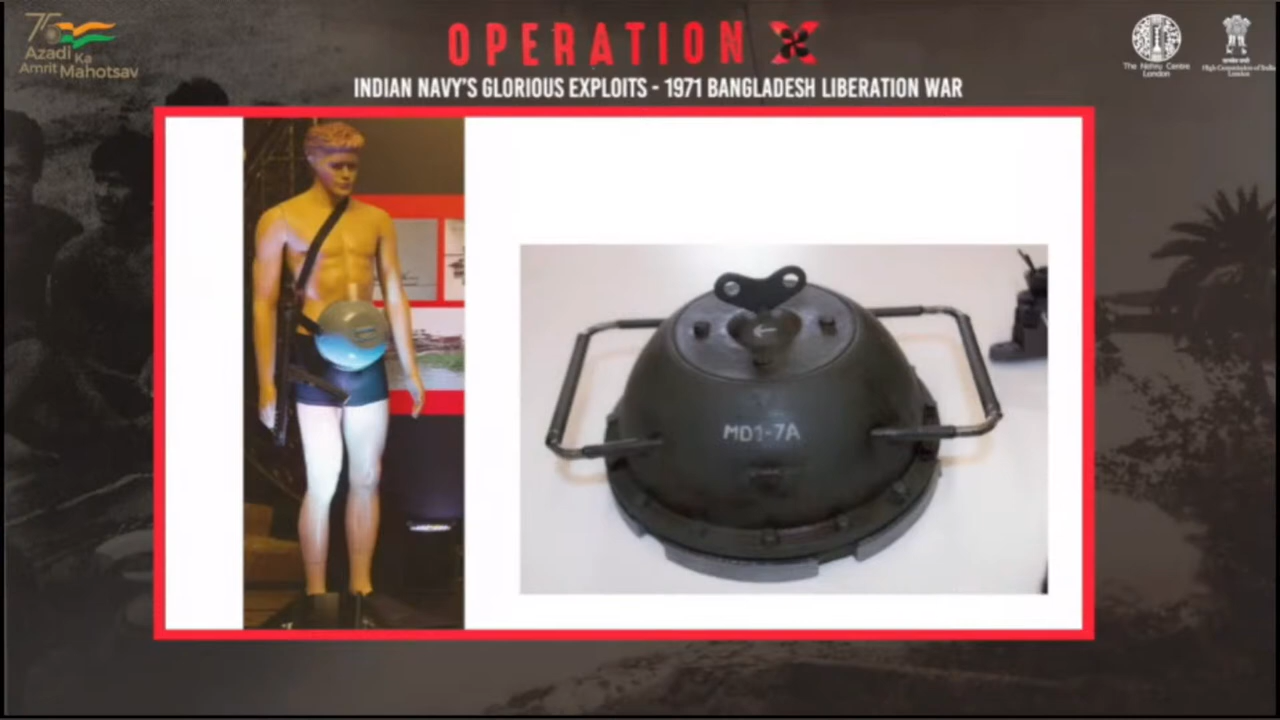 75
Azadi Ka
Amrit Mahotsav
OPERATION X
INDIAN NAVY'S GLORIOUS EXPLOITS - 1971 BANGLADESH LIBERATION WAR
The Nehru Centre
London
High Commission of India
London
MD1-7A